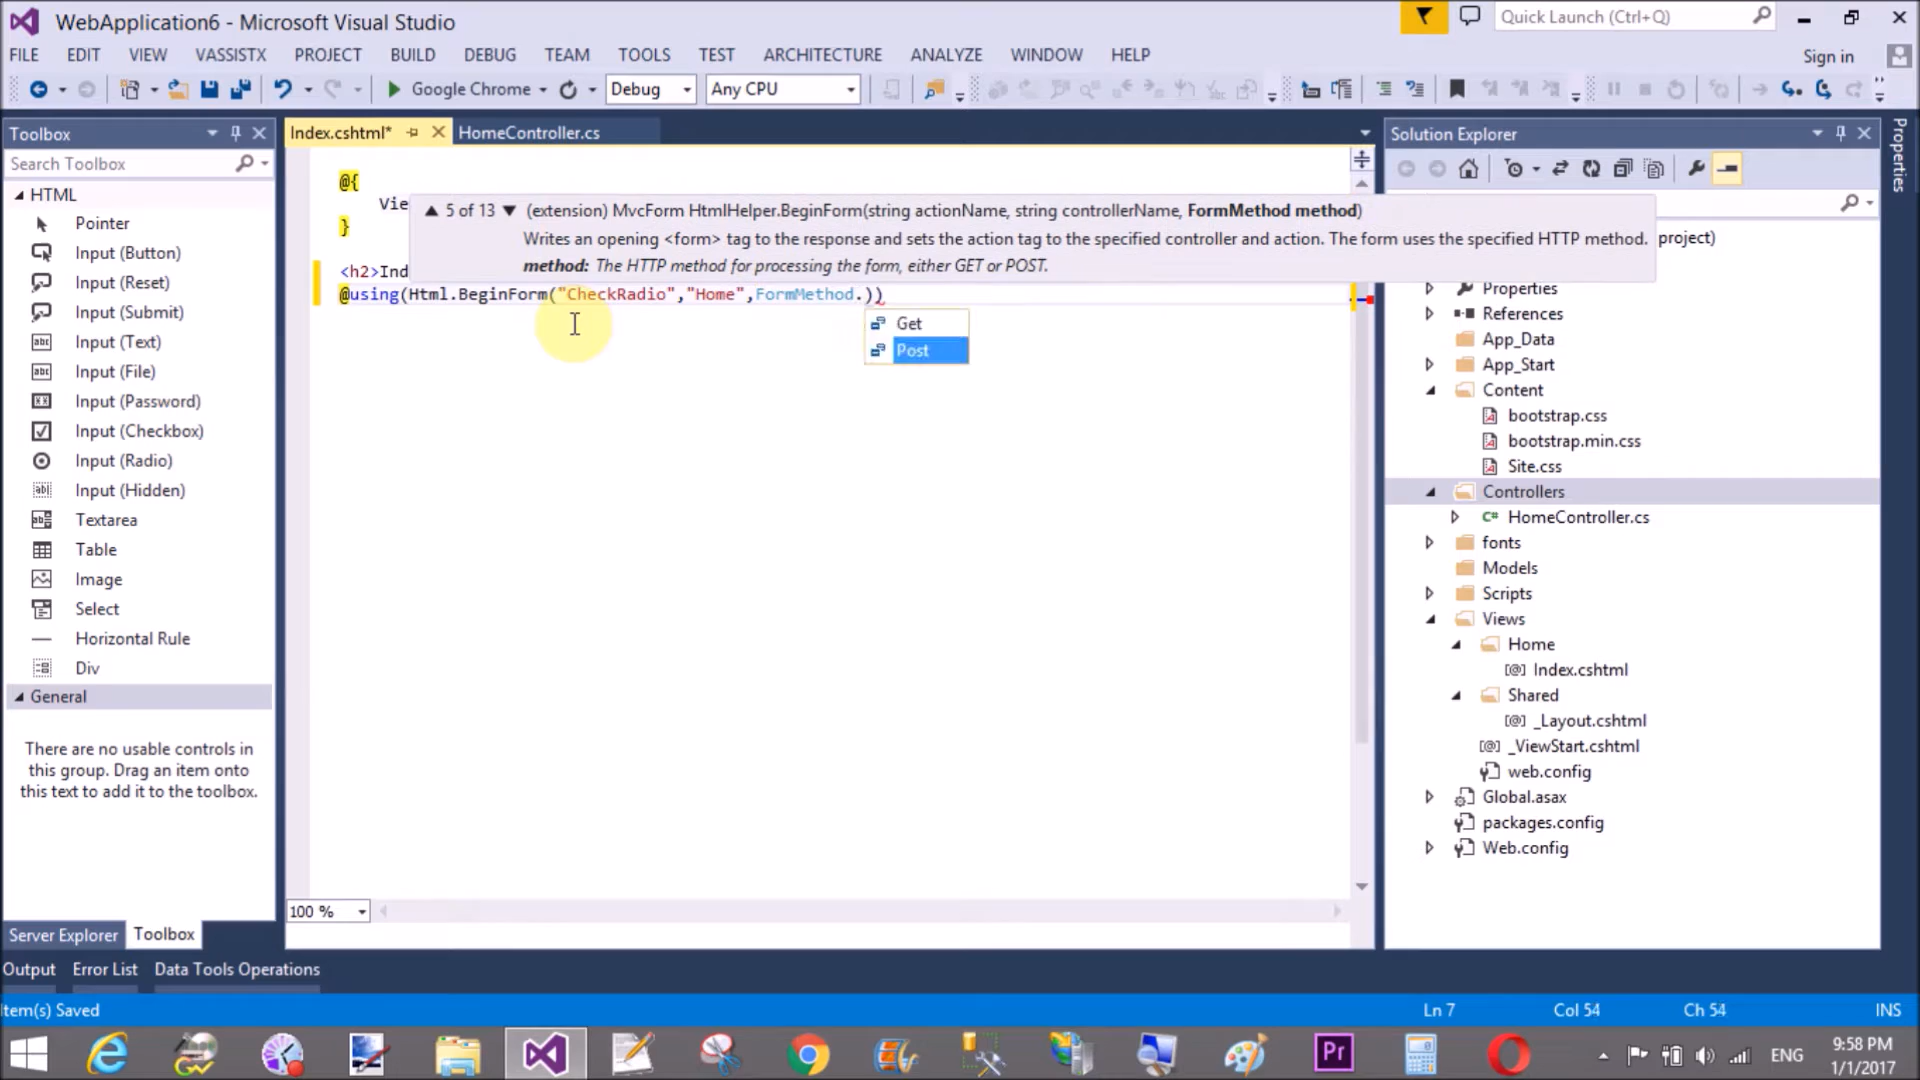 WebApplication6 - Microsoft Visual Studio
Quick Launch (Ctrl+Q)
FILE EDIT VIEW VASSISTX PROJECT BUILD DEBUG TEAM TOOLS TEST ARCHITECTURE ANALYZE WINDOW HELP
Sign in
Google Chrome Debug Any CPU
Toolbox
Search Toolbox
HTML
Pointer
Input (Button)
Input (Reset)
Input (Submit)
Input (Text)
Input (File)
Input (Password)
Input (Checkbox)
Input (Radio)
Input (Hidden)
Textarea
Table
Image
Select
Horizontal Rule
Div
General
There are no usable controls in
this group. Drag an item onto
this text to add it to the toolbox.
Server Explorer Toolbox
Index.cshtml* HomeController.cs
@{
Vie
}
5 of 13 (extension) MvcForm HtmlHelper.BeginForm(string actionName, string controllerName, FormMethod method)
Writes an opening <form> tag to the response and sets the action tag to the specified controller and action. The form uses the specified HTTP method.
method: The HTTP method for processing the form, either GET or POST.
<h2>Ind
@using(Html.BeginForm("CheckRadio","Home",FormMethod.))
Get
Post
100 %
Solution Explorer
project)
Properties
References
App_Data
App_Start
Content
bootstrap.css
bootstrap.min.css
Site.css
Controllers
HomeController.cs
fonts
Models
Scripts
Views
Home
Index.cshtml
Shared
_Layout.cshtml
_ViewStart.cshtml
web.config
Global.asax
packages.config
Web.config
Properties
Output Error List Data Tools Operations
Item(s) Saved
Ln 7 Col 54 Ch 54 INS
Pr
ENG
9:58 PM
1/1/2017